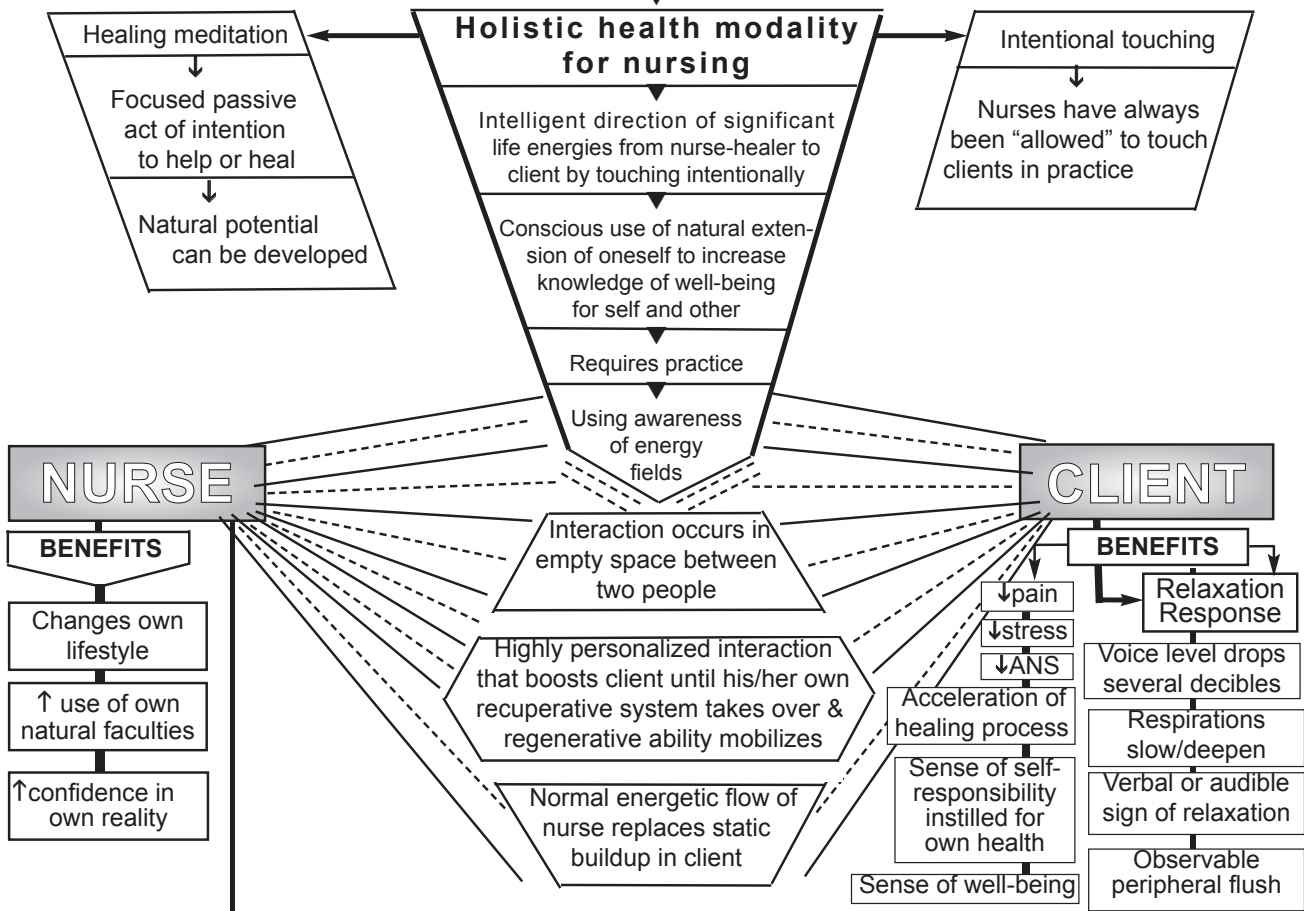 Healing meditation
Focused passive
act of intention
to help or heal
Natural potential
can be developed
Holistic health modality
for nursing
Intelligent direction of significant
life energies from nurse-healer to
client by touching intentionally
Conscious use of natural exten-
sion of oneself to increase
knowledge of well-being
for self and other
Requires practice
Using awareness
of energy
fields
Intentional touching
Nurses have always
been “allowed” to touch
clients in practice
NURSE
BENEFITS
Changes own
lifestyle
↑ use of own
natural faculties
↑confidence in
own reality
Interaction occurs in
empty space between
two people
Highly personalized interaction
that boosts client until his/her own
recuperative system takes over &
regenerative ability mobilizes
Normal energetic flow of
nurse replaces static
buildup in client
CLIENT
BENEFITS
↓pain
↓stress
↓ANS
Acceleration of
healing process
Sense of self-
responsibility
instilled for
own health
Sense of well-being
Relaxation
Response
Voice level drops
several decibles
Respirations
slow/deepen
Verbal or audible
sign of relaxation
Observable
peripheral flush